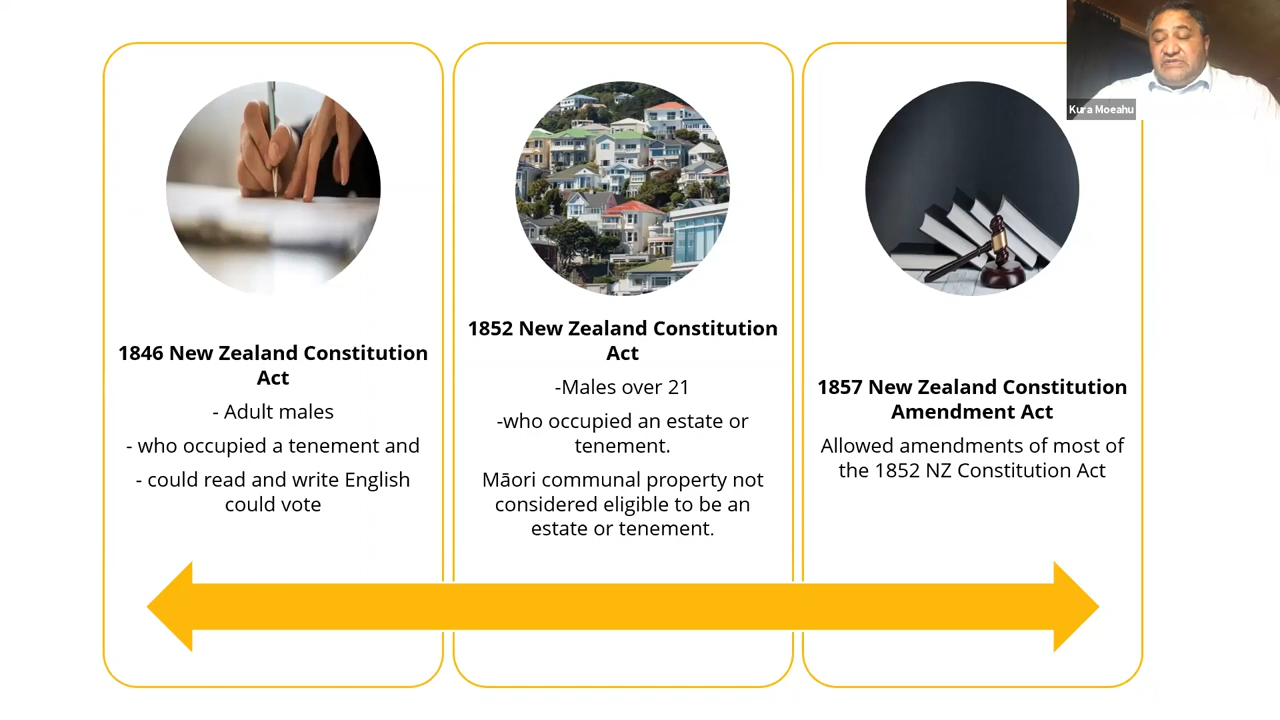 1846 New Zealand Constitution
Act
- Adult males
- who occupied a tenement and
- could read and write English
could vote
1852 New Zealand Constitution
Act
-Males over 21
-who occupied an estate or
tenement.
Māori communal property not
considered eligible to be an
estate or tenement.
1857 New Zealand Constitution
Amendment Act
Allowed amendments of most of
the 1852 NZ Constitution Act
Kura Moeahu